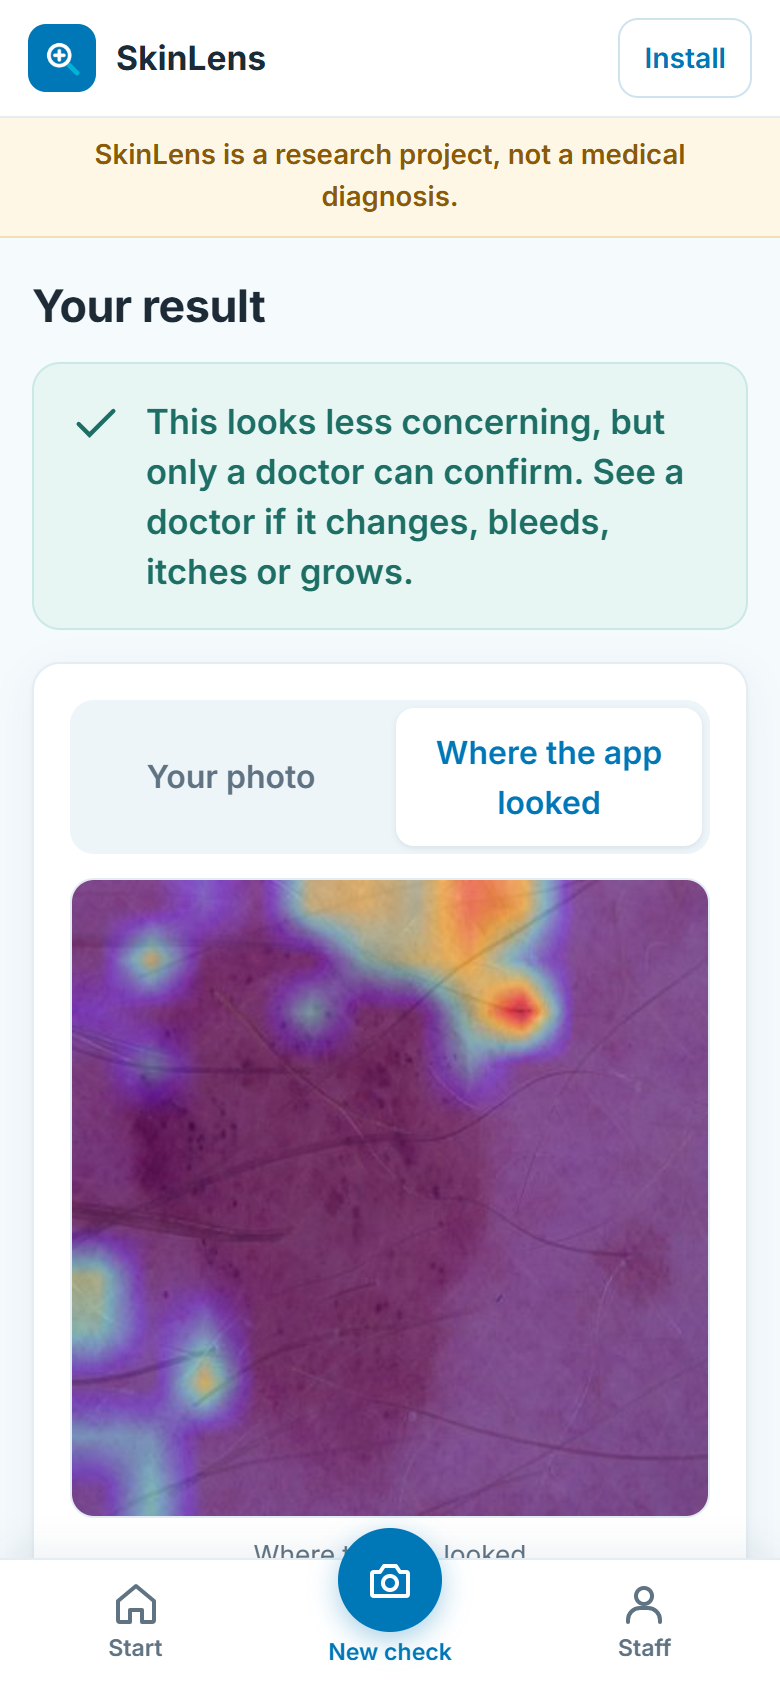 SkinLens
Install
SkinLens is a research project, not a medical
diagnosis.
Your result
This looks less concerning, but
only a doctor can confirm. See a
doctor if it changes, bleeds,
itches or grows.
Your photo
Where the app
looked
Where
looked
Start
New check
Staff